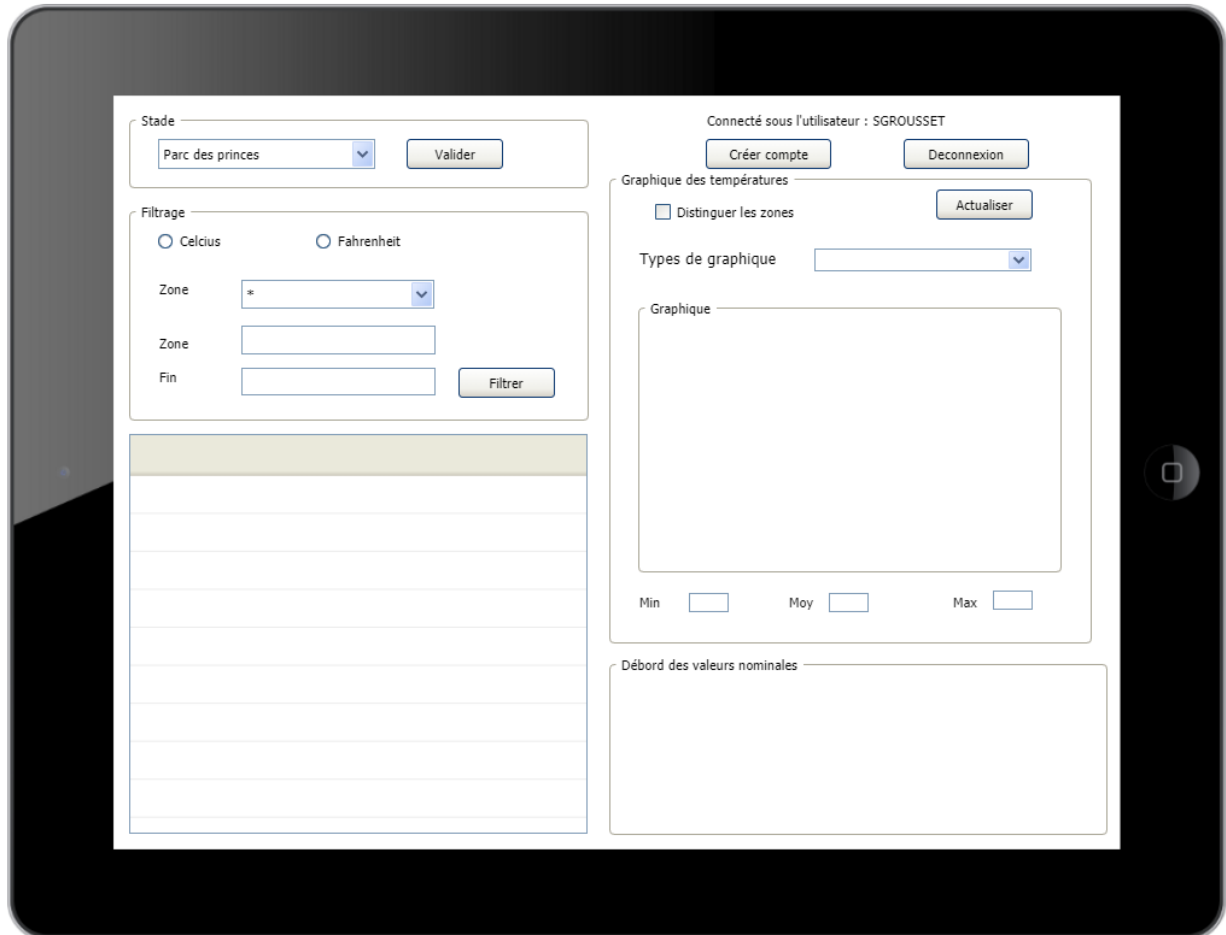 Stade
Parc des princes
Valider
Filtrage
Celcius
Fahrenheit
Zone
*
Zone
Fin
Filtrer
Connecté sous l'utilisateur : SGROUSSET
Créer compte
Deconnexion
Graphique des températures
Distinguer les zones
Actualiser
Types de graphique
Graphique
Min
Moy
Max
Débord des valeurs nominales